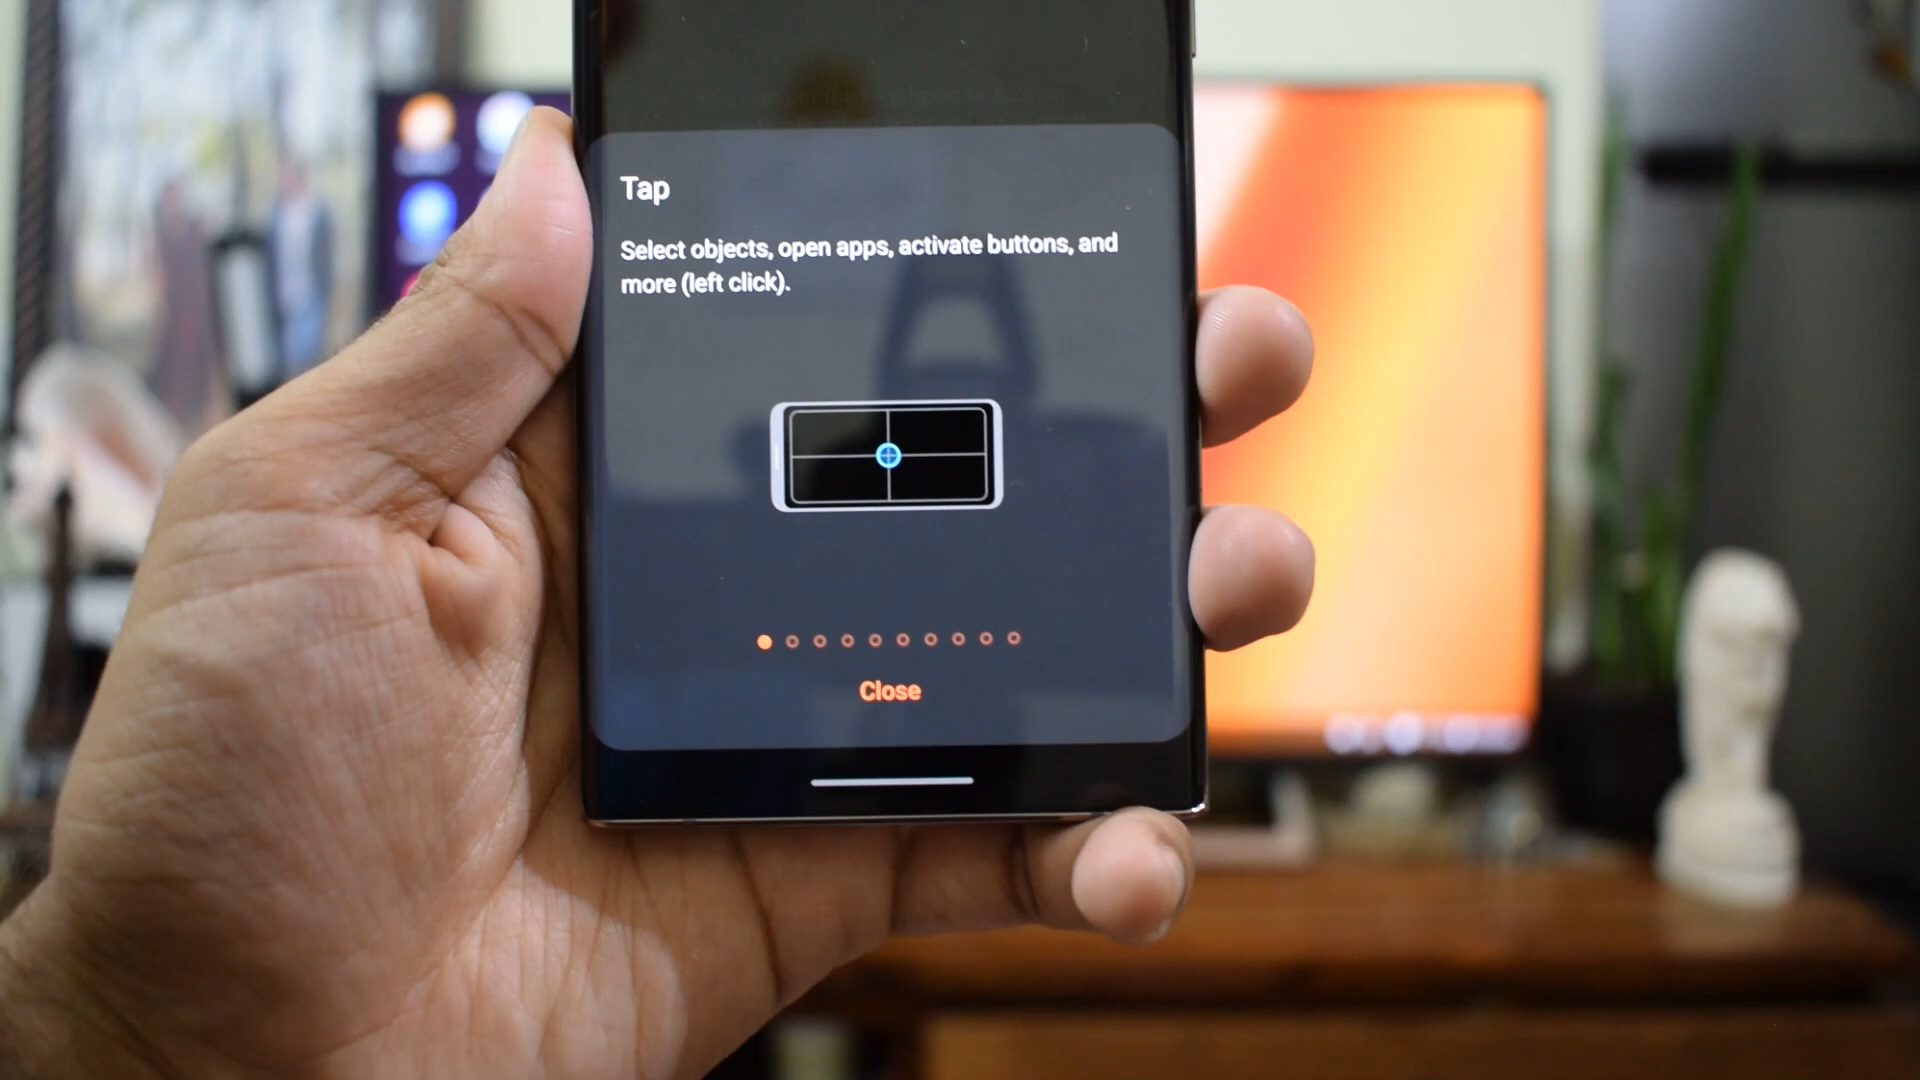 Tap
Select objects, open apps, activate buttons, and
more (left click).
Close